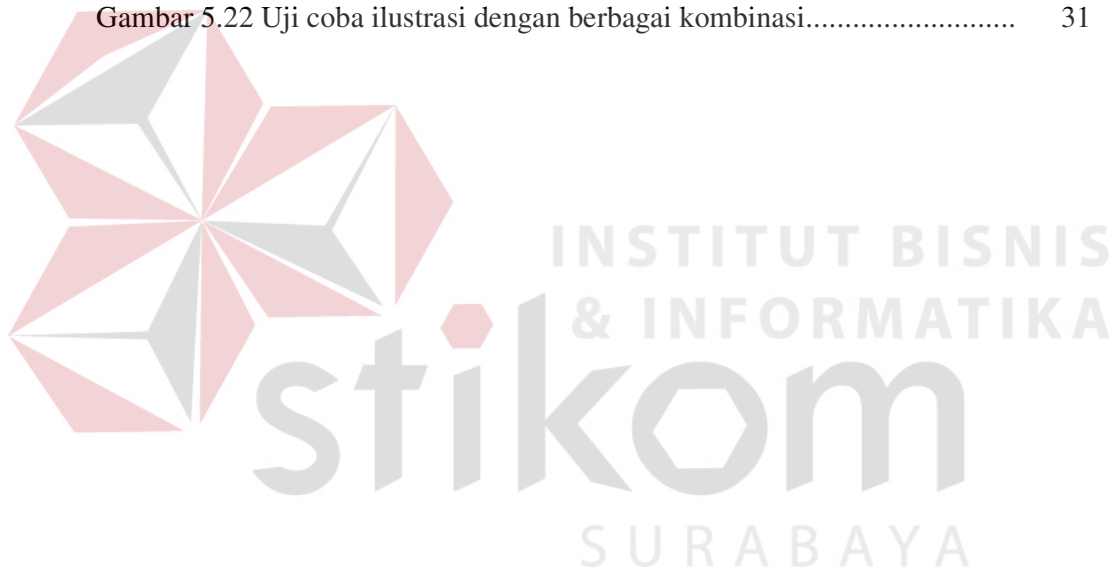 Gambar 5.22 Uji coba ilustrasi dengan berbagai kombinasi........................... 31
INSTITUT BISNIS
& INFORMATIKA
stikom
SURABAYA